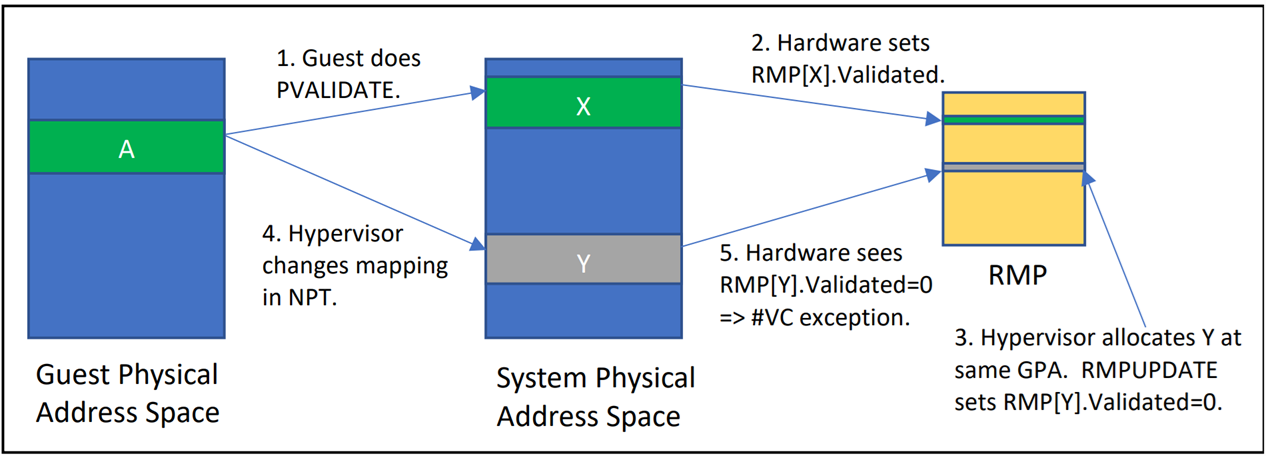 1. Guest does
PVALIDATE.
2. Hardware sets
RMP[X].Validated.
A
X
4. Hypervisor
changes mapping
in NPT.
Y
5. Hardware sees
RMP[Y].Validated=0
=> #VC exception.
RMP
3. Hypervisor allocates Y at
same GPA.  RMPUPDATE
sets RMP[Y].Validated=0.
Guest Physical
Address Space
System Physical
Address Space